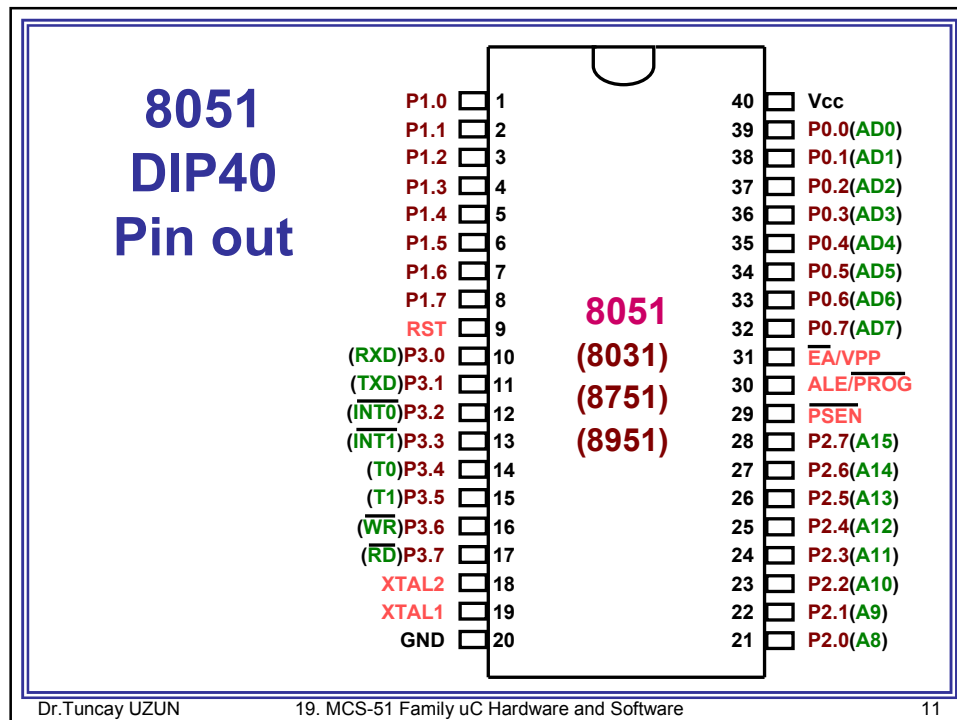 8051
DIP40
Pin out
P1.0 1
P1.1 2
P1.2 3
P1.3 4
P1.4 5
P1.5 6
P1.6 7
P1.7 8
RST 9
(RXD)P3.0 10
(TXD)P3.1 11
(I̅N̅T̅0̅)P3.2 12
(I̅N̅T̅1̅)P3.3 13
(T0)P3.4 14
(T1)P3.5 15
(W̅R̅)P3.6 16
(R̅D̅)P3.7 17
XTAL2 18
XTAL1 19
GND 20
8051
(8031)
(8751)
(8951)
40 Vcc
39 P0.0(AD0)
38 P0.1(AD1)
37 P0.2(AD2)
36 P0.3(AD3)
35 P0.4(AD4)
34 P0.5(AD5)
33 P0.6(AD6)
32 P0.7(AD7)
31 E̅A̅/VPP
30 ALE/P̅R̅O̅G̅
29 P̅S̅E̅N̅
28 P2.7(A15)
27 P2.6(A14)
26 P2.5(A13)
25 P2.4(A12)
24 P2.3(A11)
23 P2.2(A10)
22 P2.1(A9)
21 P2.0(A8)
Dr.Tuncay UZUN 19. MCS-51 Family uC Hardware and Software 11